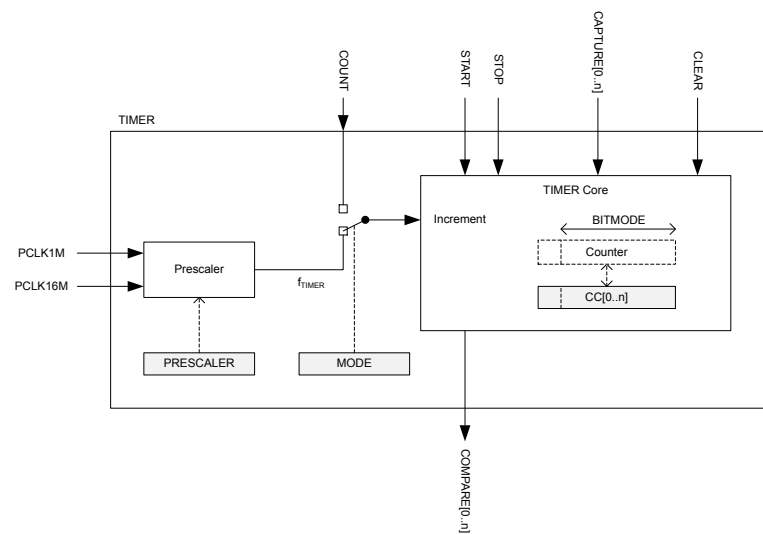 COUNT
START
STOP
CAPTURE[0..n]
CLEAR
TIMER
TIMER Core
Increment
BITMODE
Counter
CC[0..n]
PCLK1M
PCLK16M
Prescaler
fTIMER
PRESCALER
MODE
COMPARE[0..n]